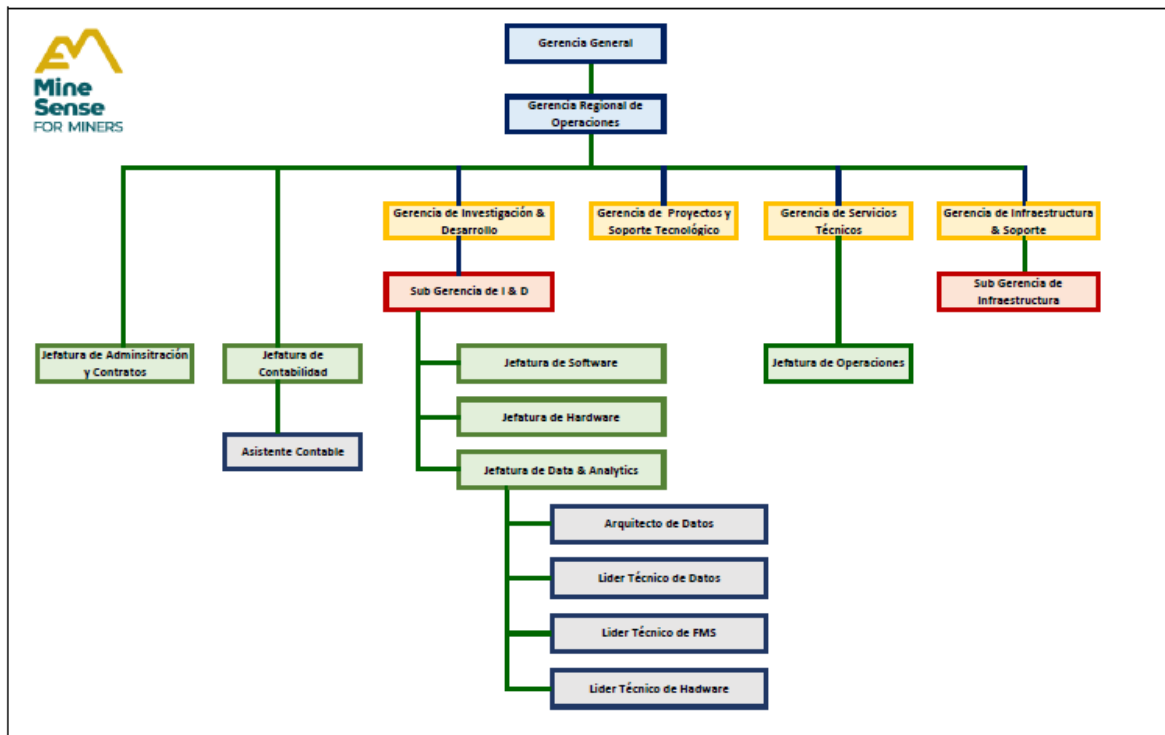 Mine
Sense
FOR MINERS
Gerencia General
Gerencia Regional de
Operaciones
Gerencia de Investigación &
Desarrollo
Gerencia de Proyectos y
Soporte Tecnológico
Gerencia de Servicios
Técnicos
Gerencia de Infraestructura
& Soporte
Sub Gerencia de I & D
Sub Gerencia de
Infraestructura
Jefatura de Adminsitración
y Contratos
Jefatura de
Contabilidad
Jefatura de Software
Jefatura de Operaciones
Jefatura de Hardware
Asistente Contable
Jefatura de Data & Analytics
Arquitecto de Datos
Lider Técnico de Datos
Lider Técnico de FMS
Lider Técnico de Hadware